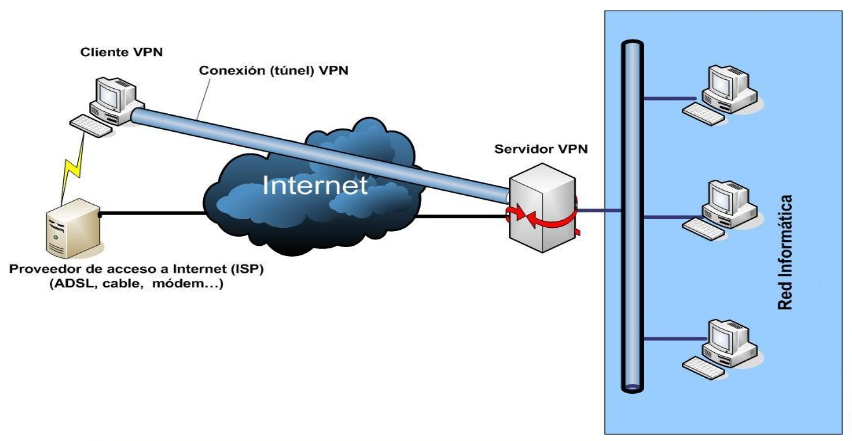 Cliente VPN
Conexión (túnel) VPN
Servidor VPN
Internet
Proveedor de acceso a Internet (ISP)
(ADSL, cable, módem…)
Red Informática